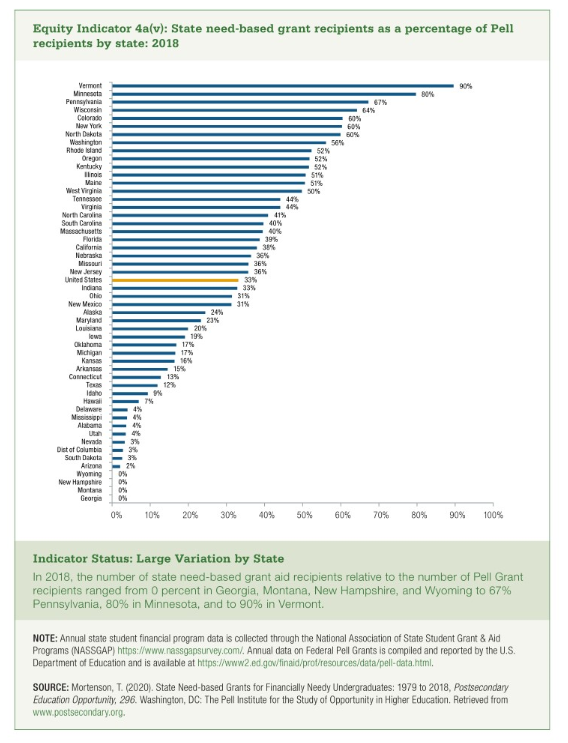 Equity Indicator 4a(v): State need-based grant recipients as a percentage of Pell
recipients by state: 2018
Vermont 90%
Minnesota 80%
Pennsylvania 67%
Wisconsin 64%
Colorado 60%
New York 60%
North Dakota 60%
Washington 56%
Rhode Island 52%
Oregon 52%
Kentucky 52%
Illinois 51%
Maine 51%
West Virginia 50%
Tennessee 44%
Virginia 44%
North Carolina 41%
South Carolina 40%
Massachusetts 40%
Florida 39%
California 38%
Nebraska 36%
Missouri 36%
New Jersey 36%
United States 33%
Indiana 33%
Ohio 31%
New Mexico 31%
Alaska 24%
Maryland 23%
Louisiana 20%
Iowa 19%
Oklahoma 17%
Michigan 17%
Kansas 16%
Arkansas 15%
Connecticut 13%
Texas 12%
Idaho 9%
Hawaii 7%
Delaware 4%
Mississippi 4%
Alabama 4%
Utah 4%
Nevada 3%
Dist of Columbia 3%
South Dakota 3%
Arizona 2%
Wyoming 0%
New Hampshire 0%
Montana 0%
Georgia 0%
0% 10% 20% 30% 40% 50% 60% 70% 80% 90% 100%
Indicator Status: Large Variation by State
In 2018, the number of state need-based grant aid recipients relative to the number of Pell Grant
recipients ranged from 0 percent in Georgia, Montana, New Hampshire, and Wyoming to 67%
Pennsylvania, 80% in Minnesota, and to 90% in Vermont.
NOTE: Annual state student financial program data is collected through the National Association of State Student Grant & Aid
Programs (NASSGAP) https://www.nassgapsurvey.com/. Annual data on Federal Pell Grants is compiled and reported by the U.S.
Department of Education and is available at https://www2.ed.gov/finaid/prof/resources/data/pell-data.html.
SOURCE: Mortenson, T. (2020). State Need-based Grants for Financially Needy Undergraduates: 1979 to 2018, Postsecondary
Education Opportunity, 296. Washington, DC: The Pell Institute for the Study of Opportunity in Higher Education. Retrieved from
www.postsecondary.org.